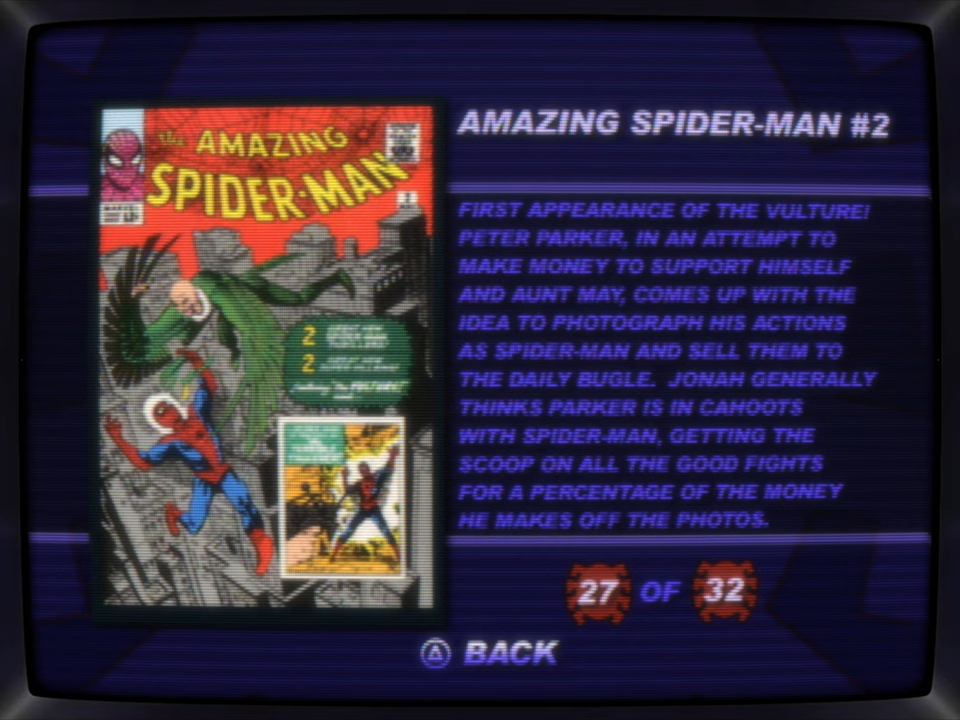 AMAZING SPIDER-MAN #2
the AMAZING
SPIDER-MAN
2
2
FIRST APPEARANCE OF THE VULTURE!
PETER PARKER, IN AN ATTEMPT TO
MAKE MONEY TO SUPPORT HIMSELF
AND AUNT MAY, COMES UP WITH THE
IDEA TO PHOTOGRAPH HIS ACTIONS
AS SPIDER-MAN AND SELL THEM TO
THE DAILY BUGLE. JONAH GENERALLY
THINKS PARKER IS IN CAHOOTS
WITH SPIDER-MAN, GETTING THE
SCOOP ON ALL THE GOOD FIGHTS
FOR A PERCENTAGE OF THE MONEY
HE MAKES OFF THE PHOTOS.
27 OF 32
BACK